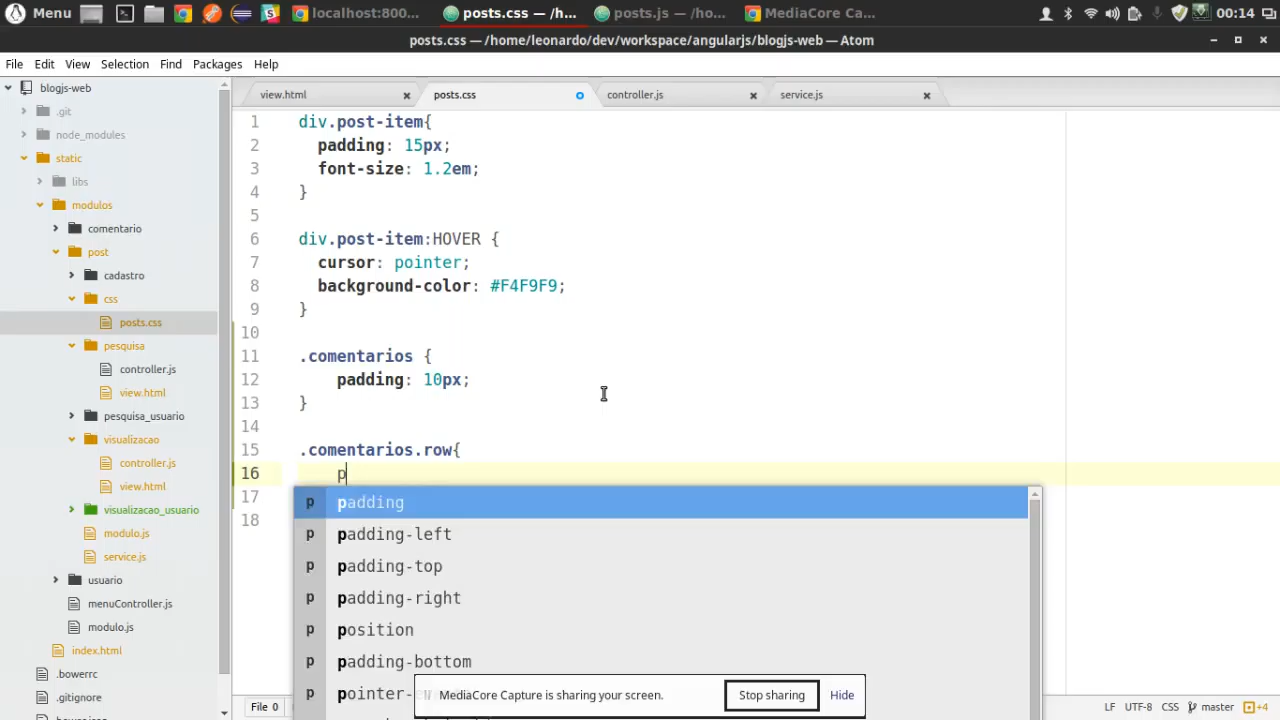 Menu localhost:800... posts.css — /h... posts.js — /ho... MediaCore Ca... 00:14
posts.css — /home/leonardo/dev/workspace/angularjs/blogjs-web — Atom
File Edit View Selection Find Packages Help
blogjs-web
.git
node_modules
static
libs
modulos
comentario
post
cadastro
css
posts.css
pesquisa
controller.js
view.html
pesquisa_usuario
visualizacao
controller.js
view.html
visualizacao_usuario
modulo.js
service.js
usuario
menuController.js
modulo.js
index.html
.bowerrc
.gitignore
view.html posts.css controller.js service.js
1 div.post-item{
2 padding: 15px;
3 font-size: 1.2em;
4 }
5
6 div.post-item:HOVER {
7 cursor: pointer;
8 background-color: #F4F9F9;
9 }
10
11 .comentarios {
12 padding: 10px;
13 }
14
15 .comentarios.row{
16 p
17
18
p padding
p padding-left
p padding-top
p padding-right
p position
p padding-bottom
p pointer-
MediaCore Capture is sharing your screen. Stop sharing Hide
File 0 LF UTF-8 CSS master +4